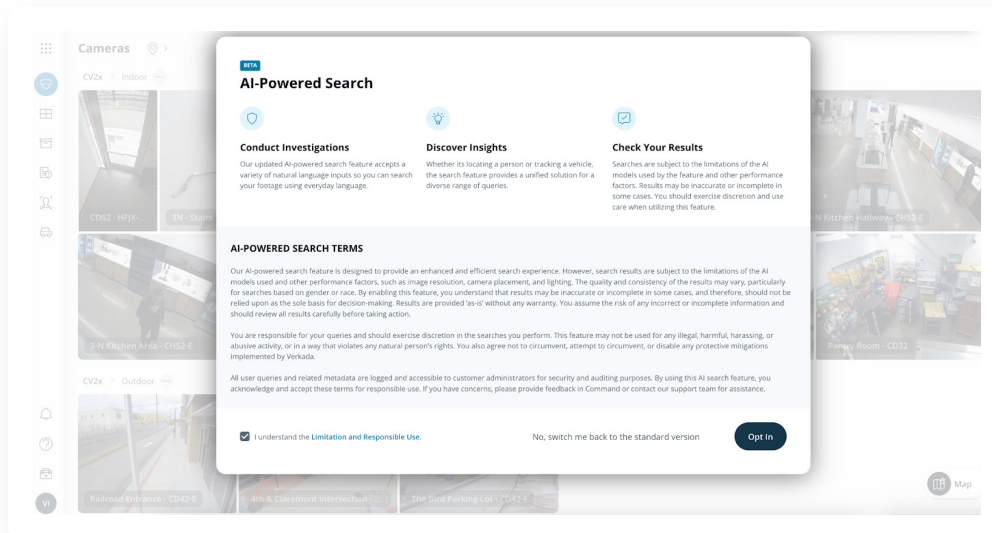 Cameras
CV2x > Indoor
BETA
AI-Powered Search
Conduct Investigations
Our updated AI-powered search feature accepts a
variety of natural language inputs so you can search
your footage using everyday language.
Discover Insights
Whether its locating a person or tracking a vehicle,
the search feature provides a unified solution for a
diverse range of queries.
Check Your Results
Searches are subject to the limitations of the AI
models used by the feature and other performance
factors. Results may be inaccurate or incomplete in
some cases. You should exercise discretion and use
care when utilizing this feature.
CD62 - HFJX-...
3N - Stairs
-N Kitchen Hallway - CH52-E
AI-POWERED SEARCH TERMS
Our AI-powered search feature is designed to provide an enhanced and efficient search experience. However, search results are subject to the limitations of the AI
models used and other performance factors, such as image resolution, camera placement, and lighting. The quality and consistency of the results may vary, particularly
for searches based on gender or race. By enabling this feature, you understand that results may be inaccurate or incomplete in some cases, and therefore, should not be
relied upon as the sole basis for decision-making. Results are provided 'as-is' without any warranty. You assume the risk of any incorrect or incomplete information and
should review all results carefully before taking action.
You are responsible for your queries and should exercise discretion in the searches you perform. This feature may not be used for any illegal, harmful, harassing, or
abusive activity, or in a way that violates any natural person's rights. You also agree not to circumvent, attempt to circumvent, or disable any protective mitigations
implemented by Verkada.
All user queries and related metadata are logged and accessible to customer administrators for security and auditing purposes. By using this AI search feature, you
acknowledge and accept these terms for responsible use. If you have concerns, please provide feedback in Command or contact our support team for assistance.
3-N Kitchen Area - CH52-E
Pantry Room - CD32
CV2x > Outdoor
I understand the Limitation and Responsible Use.
No, switch me back to the standard version
Opt In
Railroad Entrance - CD42-E
4th & Claremont Intersection - ...
The Bird Parking Lot - CD42-E
Map
VI